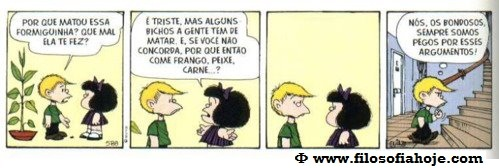 POR QUE MATOU ESSA
FORMIGUINHA? QUE MAL
ELA TE FEZ?
É TRISTE, MAS ALGUNS
BICHOS A GENTE TEM DE
MATAR. E, SE VOCÊ NÃO
CONCORDA, POR QUE ENTÃO
COME FRANGO, PEIXE,
CARNE...?
NÓS, OS BONDOSOS,
SEMPRE SOMOS
PEGOS POR ESSES
ARGUMENTOS!
Φ www.filosofiahoje.com